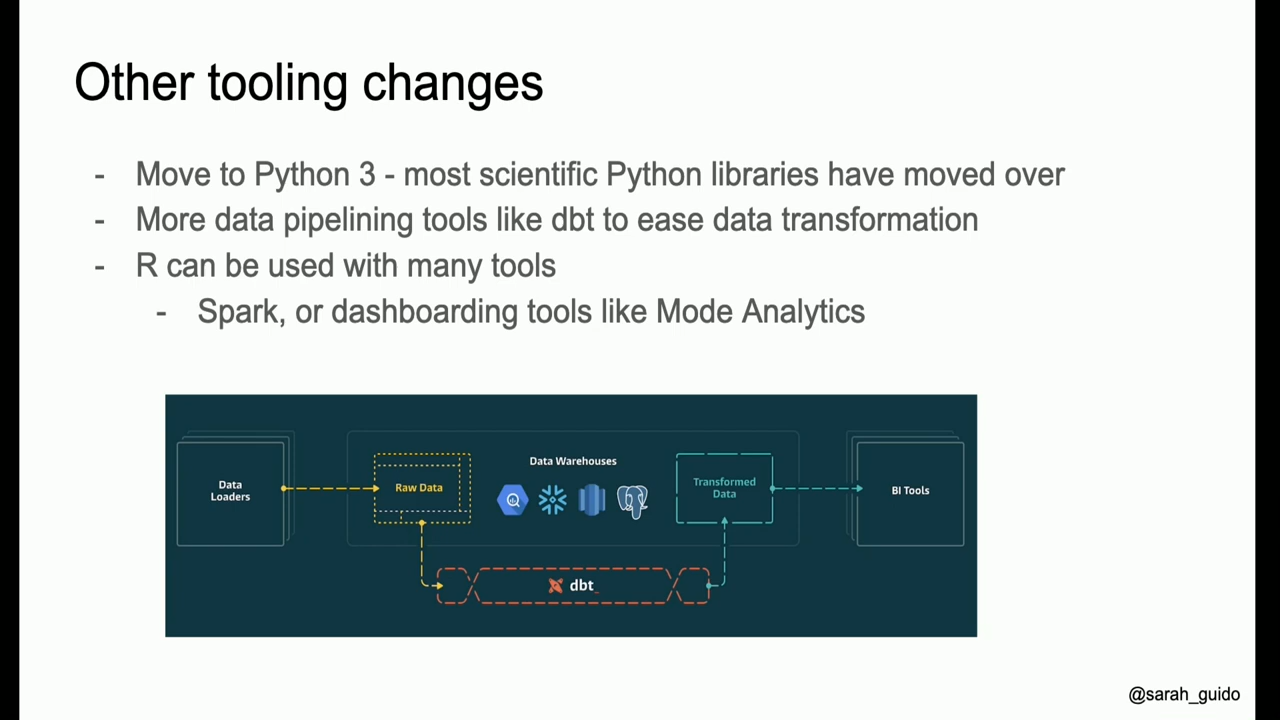 Other tooling changes
- Move to Python 3 - most scientific Python libraries have moved over
- More data pipelining tools like dbt to ease data transformation
- R can be used with many tools
- Spark, or dashboarding tools like Mode Analytics
Data
Loaders
Raw Data
Data Warehouses
Transformed
Data
BI Tools
dbt
@sarah_guido